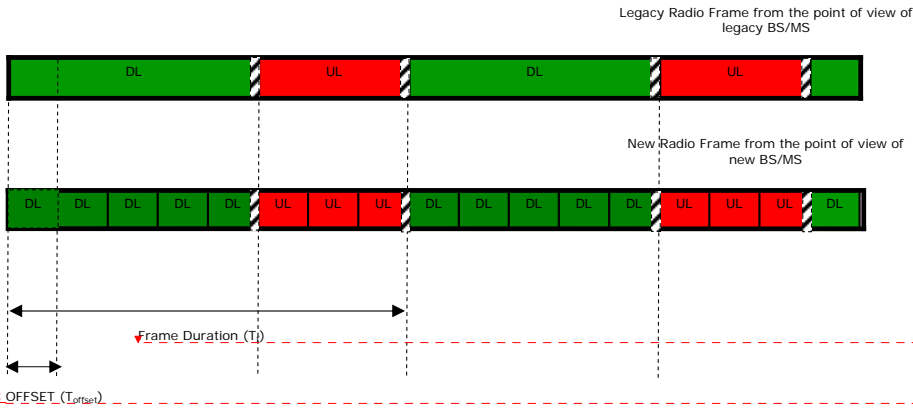 Legacy Radio Frame from the point of view of
legacy BS/MS
DL UL DL UL
New Radio Frame from the point of view of
new BS/MS
DL DL DL DL DL UL UL UL DL DL DL DL DL UL UL UL DL
Frame Duration (T)
OFFSET (Toffset)